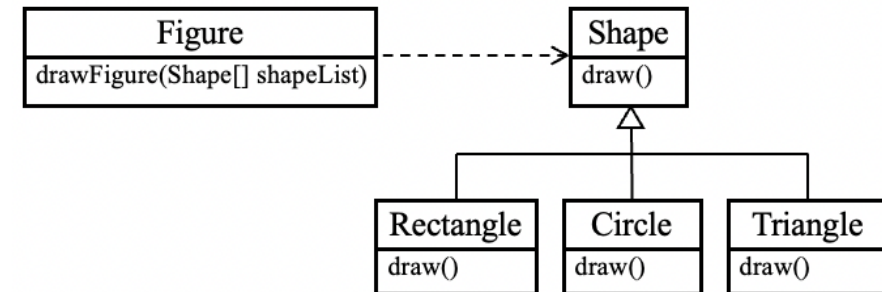 Figure
drawFigure(Shape[] shapeList)
Shape
draw()
Rectangle
draw()
Circle
draw()
Triangle
draw()